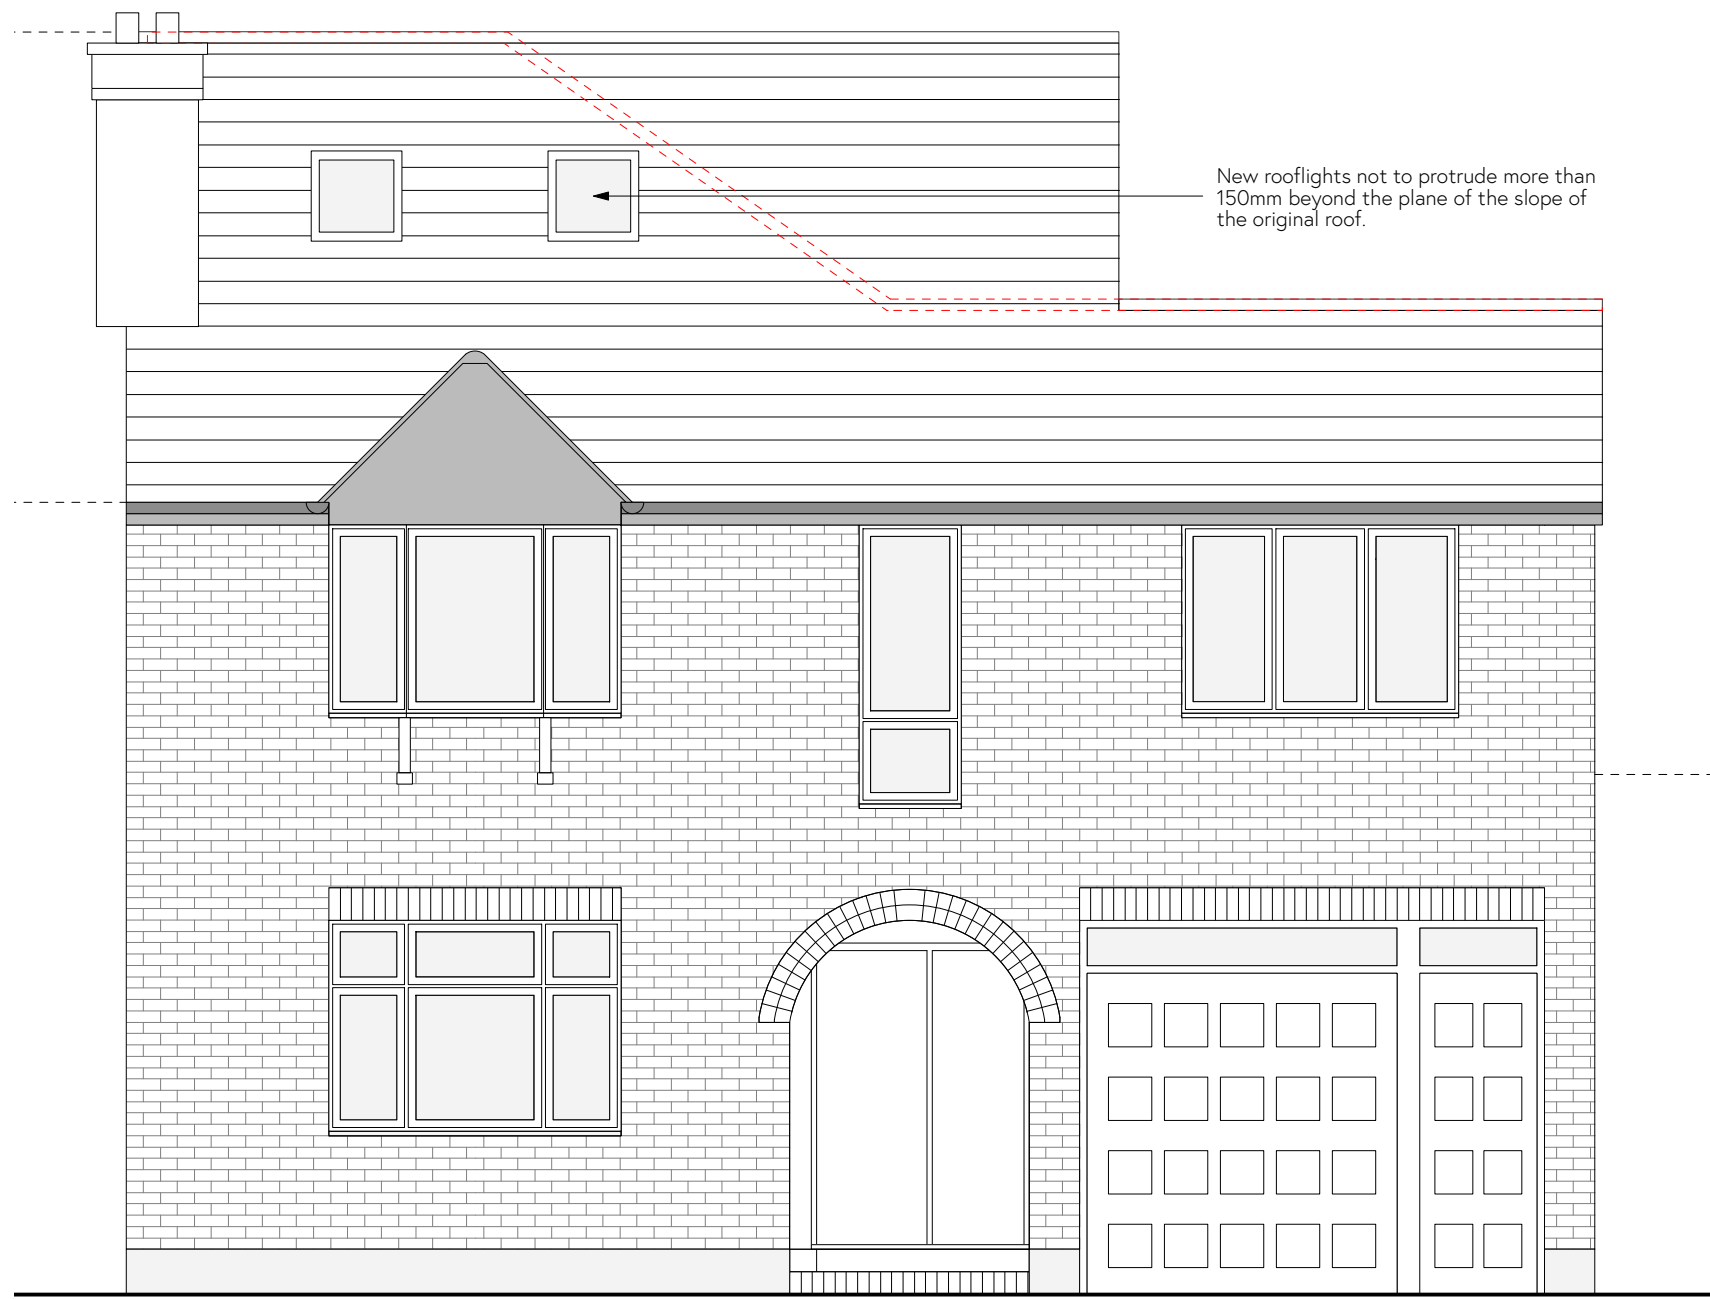 New rooflights not to protrude more than
150mm beyond the plane of the slope of
the original roof.